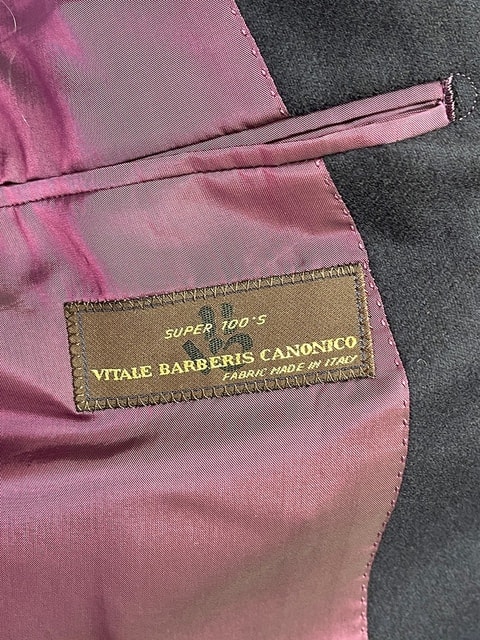 SUPER 100'S
VITALE BARBERIS CANONICO
FABRIC MADE IN ITALY